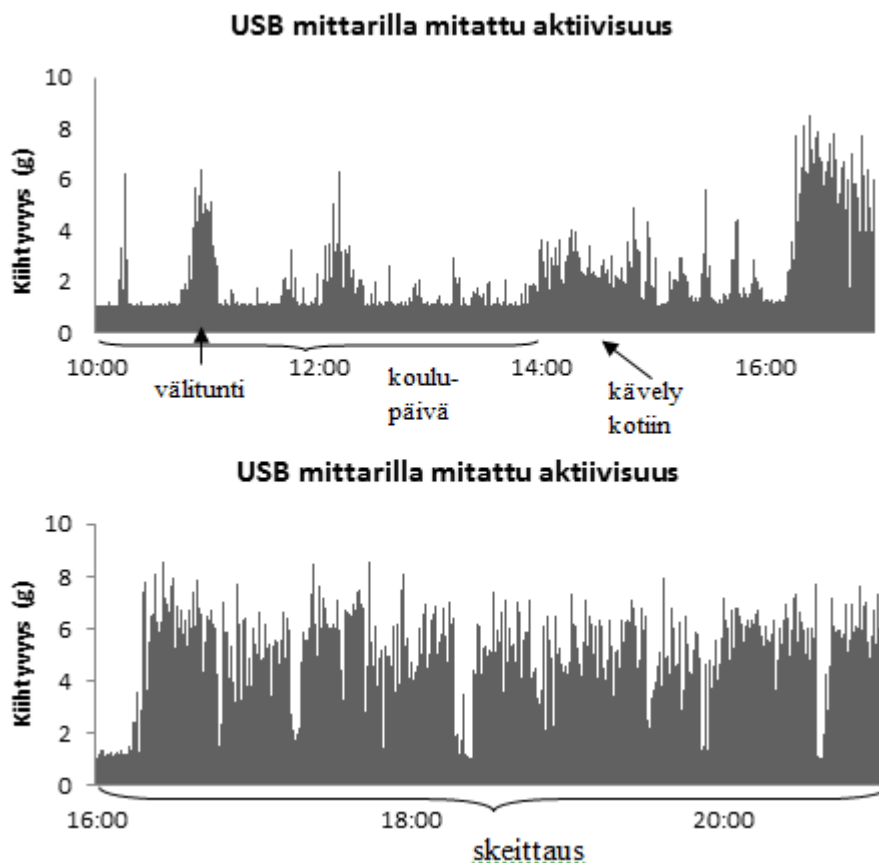 USB mittarilla mitattu aktiivisuus
Kiihtyvyys (g)
10
8
6
4
2
0
10:00 12:00 14:00 16:00
välitunti
koulu-
päivä
kävely
kotiin
USB mittarilla mitattu aktiivisuus
Kiihtyvyys (g)
10
8
6
4
2
0
16:00 18:00 20:00
skeittaus